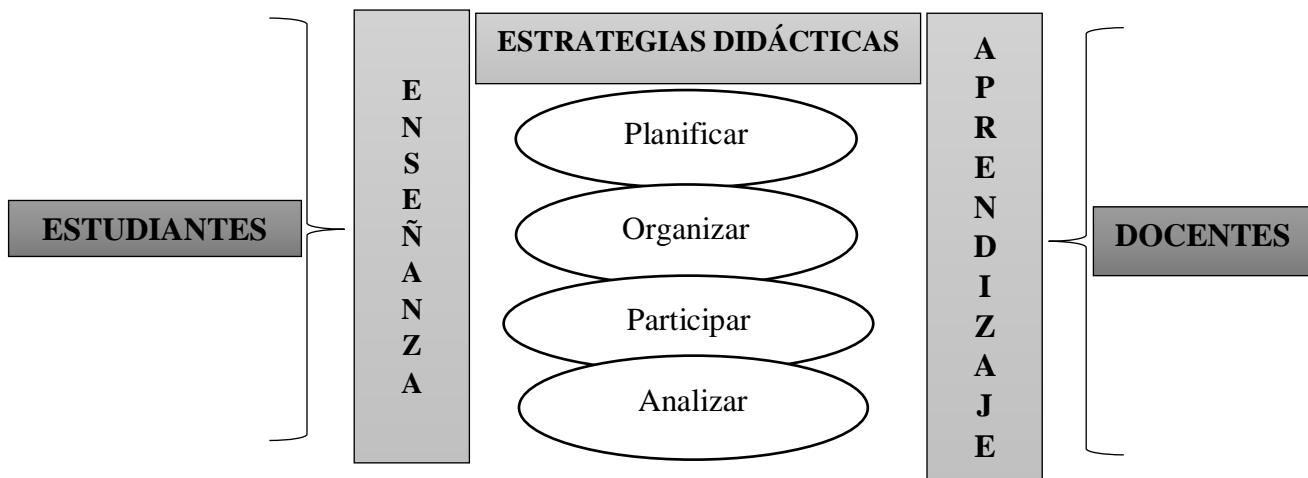 ESTUDIANTES
E
N
S
E
Ñ
A
N
Z
A
ESTRATEGIAS DIDÁCTICAS
Planificar
Organizar
Participar
Analizar
A
P
R
E
N
D
I
Z
A
J
E
DOCENTES